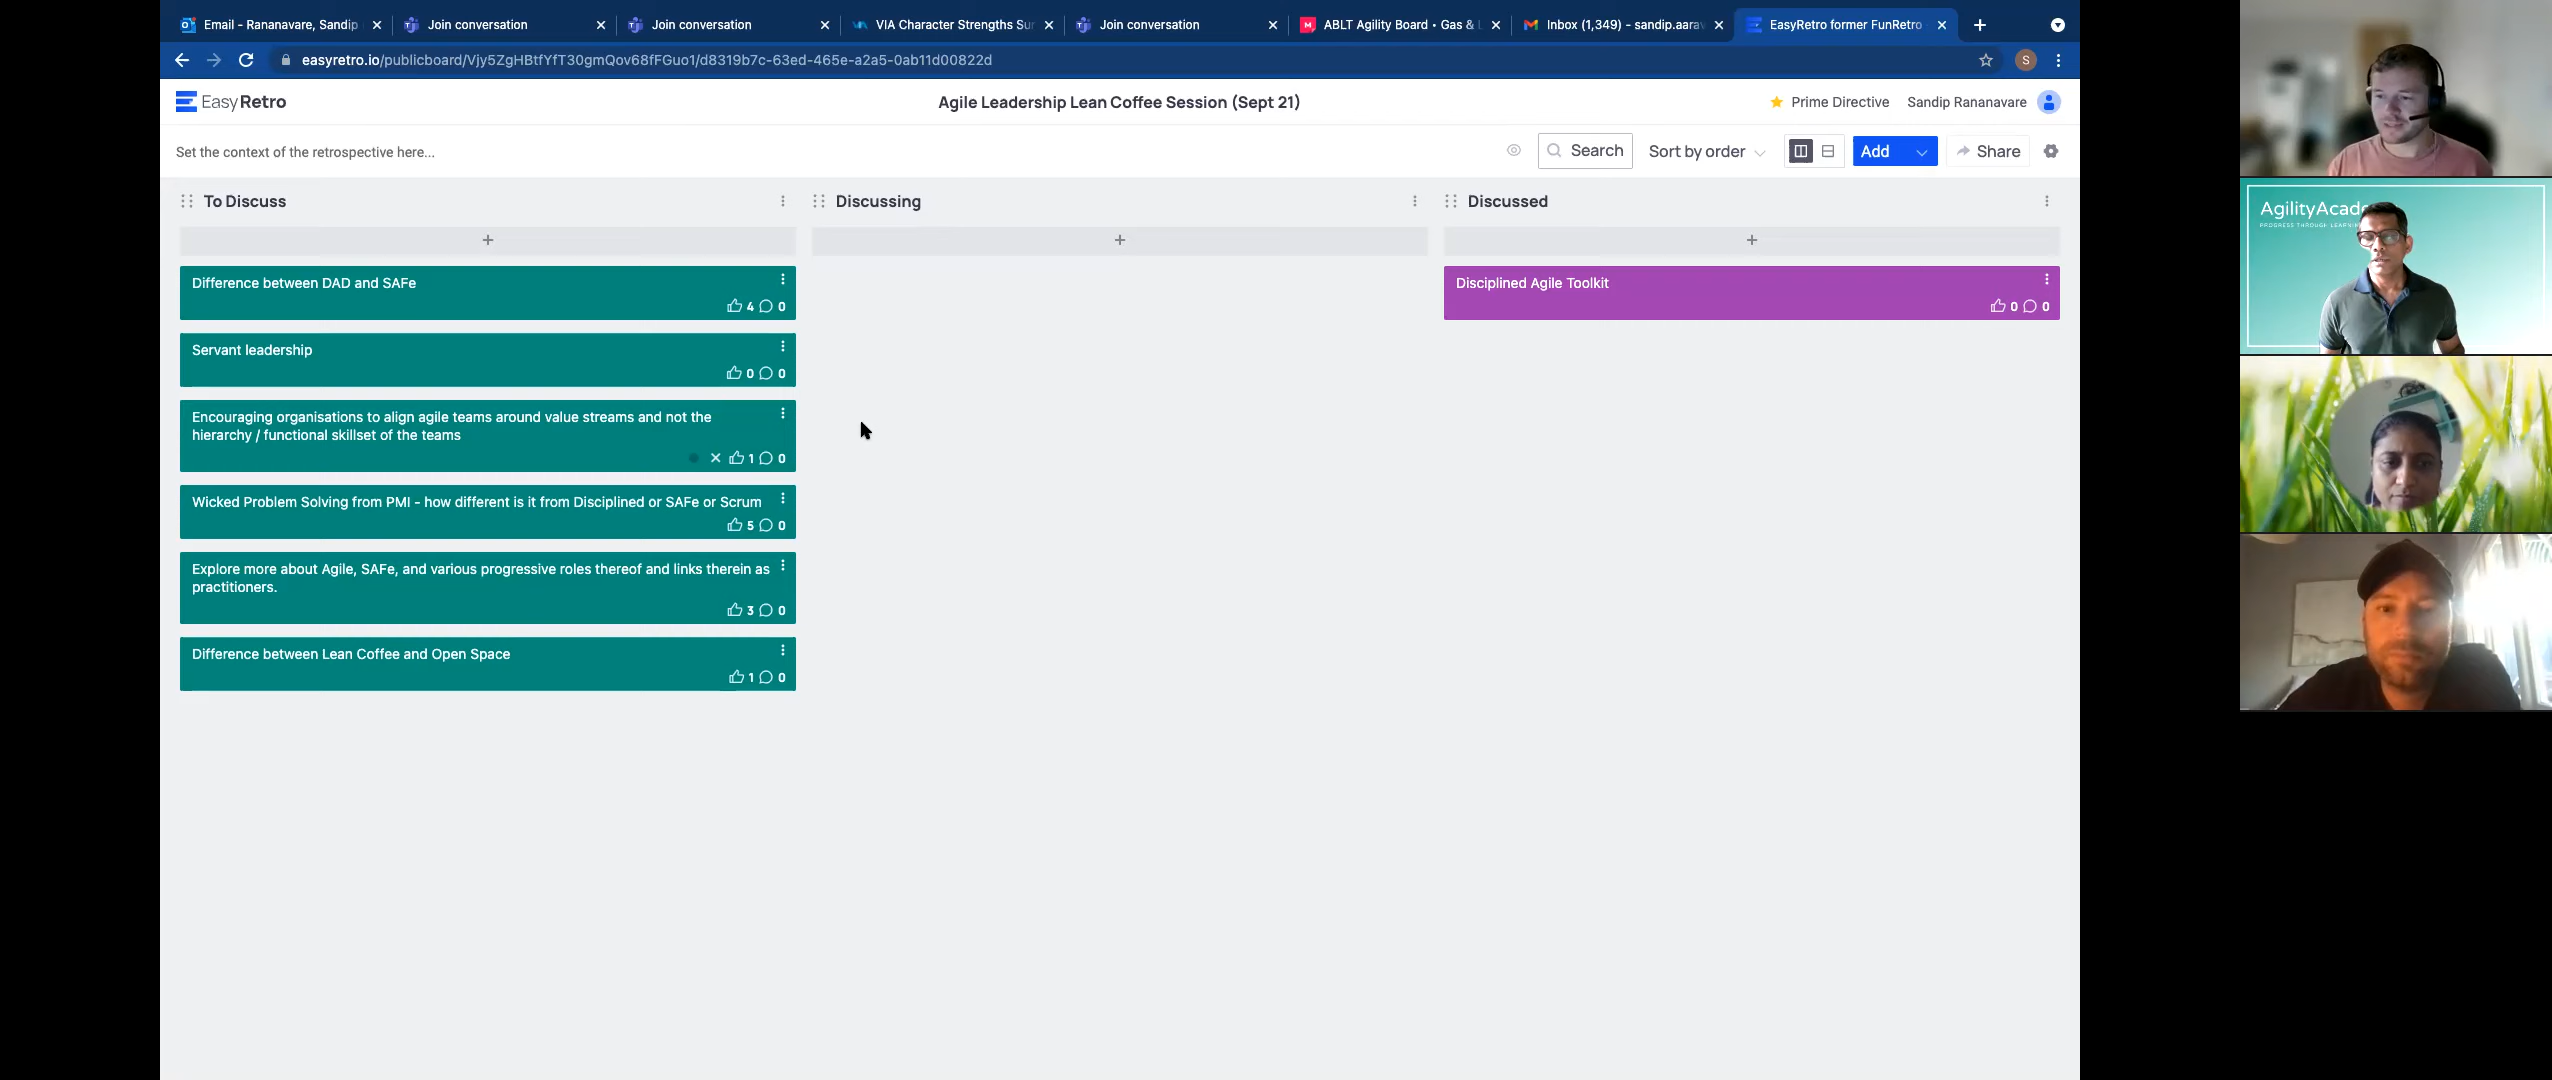 Email - Rananavare, Sandip
Join conversation
Join conversation
VIA Character Strengths Sur
Join conversation
ABLT Agility Board • Gas & L
Inbox (1,349) - sandip.aarav
EasyRetro former FunRetro
easyretro.io/publicboard/Vjy5ZgHBtfYfT30gmQov68fFGuo1/d8319b7c-63ed-465e-a2a5-0ab11d00822d
S
EasyRetro
Agile Leadership Lean Coffee Session (Sept 21)
Prime Directive
Sandip Rananavare
Set the context of the retrospective here...
Search
Sort by order
Add
Share
To Discuss
+
Difference between DAD and SAFe
4 0
Servant leadership
0 0
Encouraging organisations to align agile teams around value streams and not the
hierarchy / functional skillset of the teams
1 0
Wicked Problem Solving from PMI - how different is it from Disciplined or SAFe or Scrum
5 0
Explore more about Agile, SAFe, and various progressive roles thereof and links therein as
practitioners.
3 0
Difference between Lean Coffee and Open Space
1 0
Discussing
+
Discussed
+
Disciplined Agile Toolkit
0 0
AgilityAcade
PROGRESS THROUGH